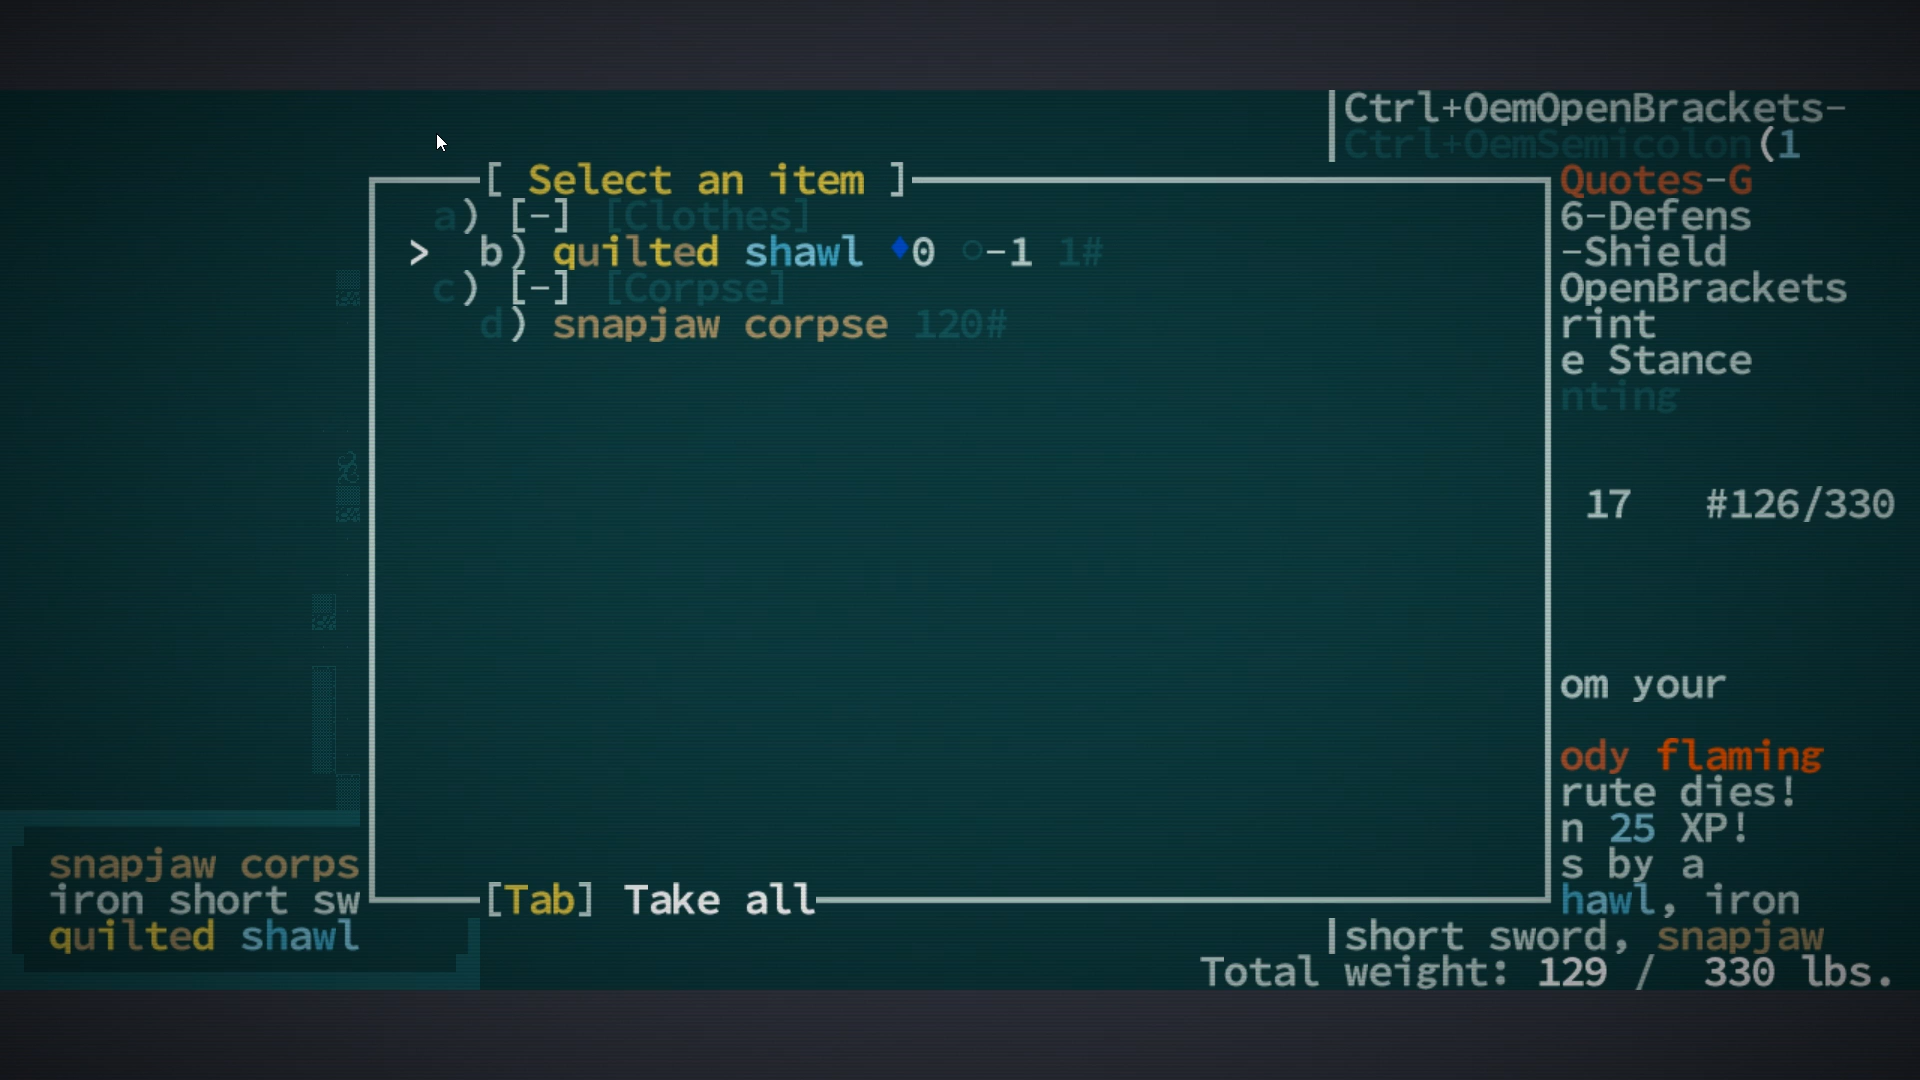 Ctrl+OemOpenBrackets-
Ctrl+OemSemicolon(1
[ Select an item ]
Quotes-G
a) [-] [Clothes]
6-Defens
> b) quilted shawl ♦0 ○-1 1#
-Shield
c) [-] [Corpse]
OpenBrackets
d) snapjaw corpse 120#
rint
e Stance
nting
17 #126/330
om your
ody flaming
rute dies!
n 25 XP!
snapjaw corps
s by a
iron short sw
[Tab] Take all
hawl, iron
quilted shawl
short sword, snapjaw
Total weight: 129 / 330 lbs.